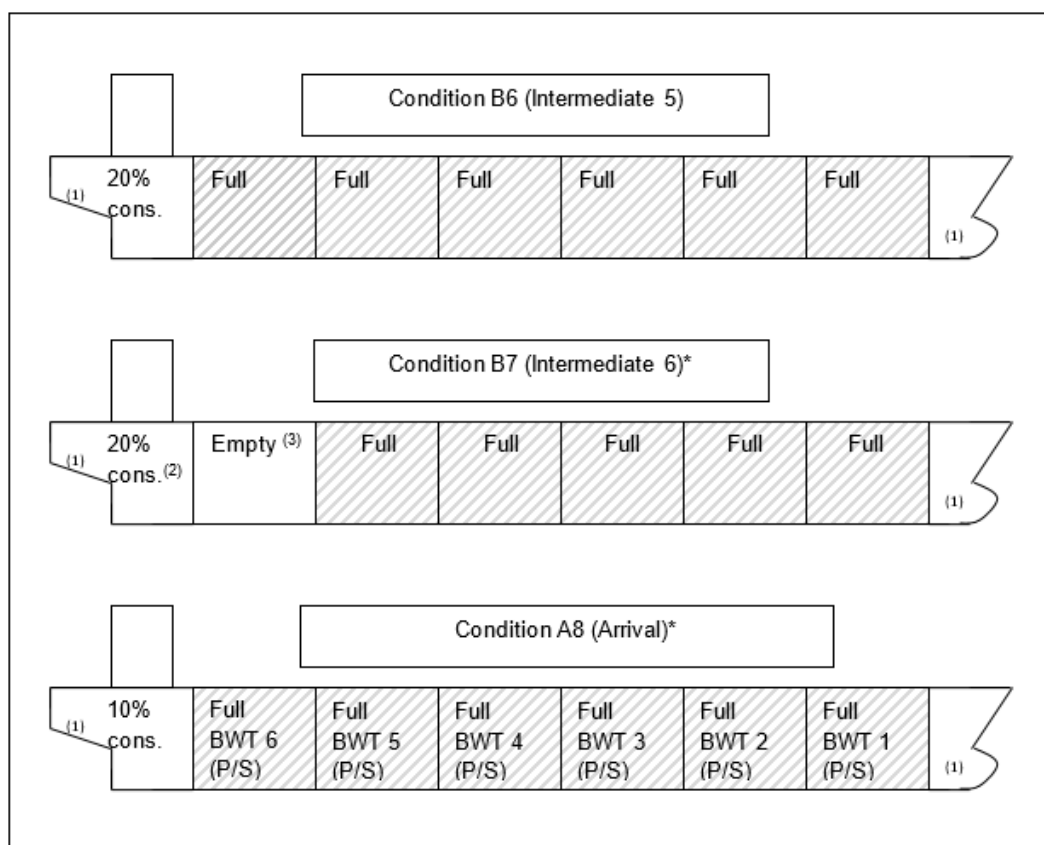 Condition B6 (Intermediate 5)
(1) 20% Full Full Full Full Full Full
cons. (1)
Condition B7 (Intermediate 6)*
(1) 20% Empty (3) Full Full Full Full Full
cons.(2) (1)
Condition A8 (Arrival)*
(1) 10% Full Full Full Full Full Full
cons. BWT 6 BWT 5 BWT 4 BWT 3 BWT 2 BWT 1
(P/S) (P/S) (P/S) (P/S) (P/S) (P/S) (1)